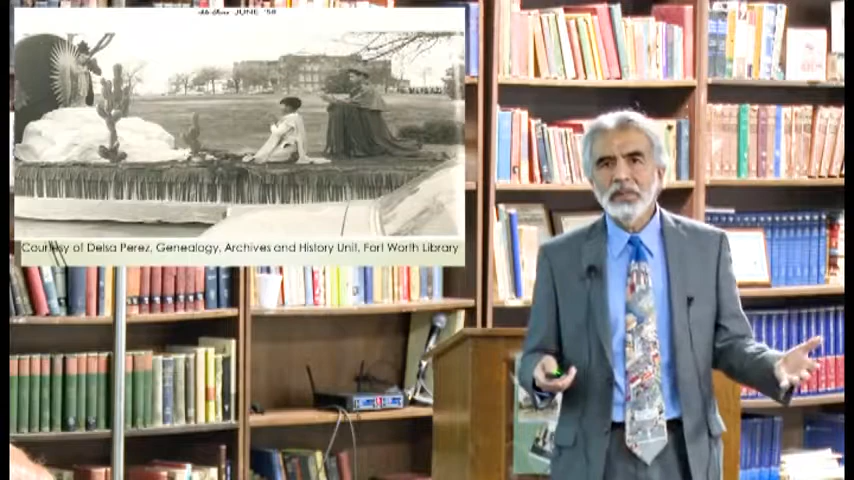 JUNE '58
Courtesy of Delsa Perez, Genealogy, Archives and History Unit, Fort Worth Library